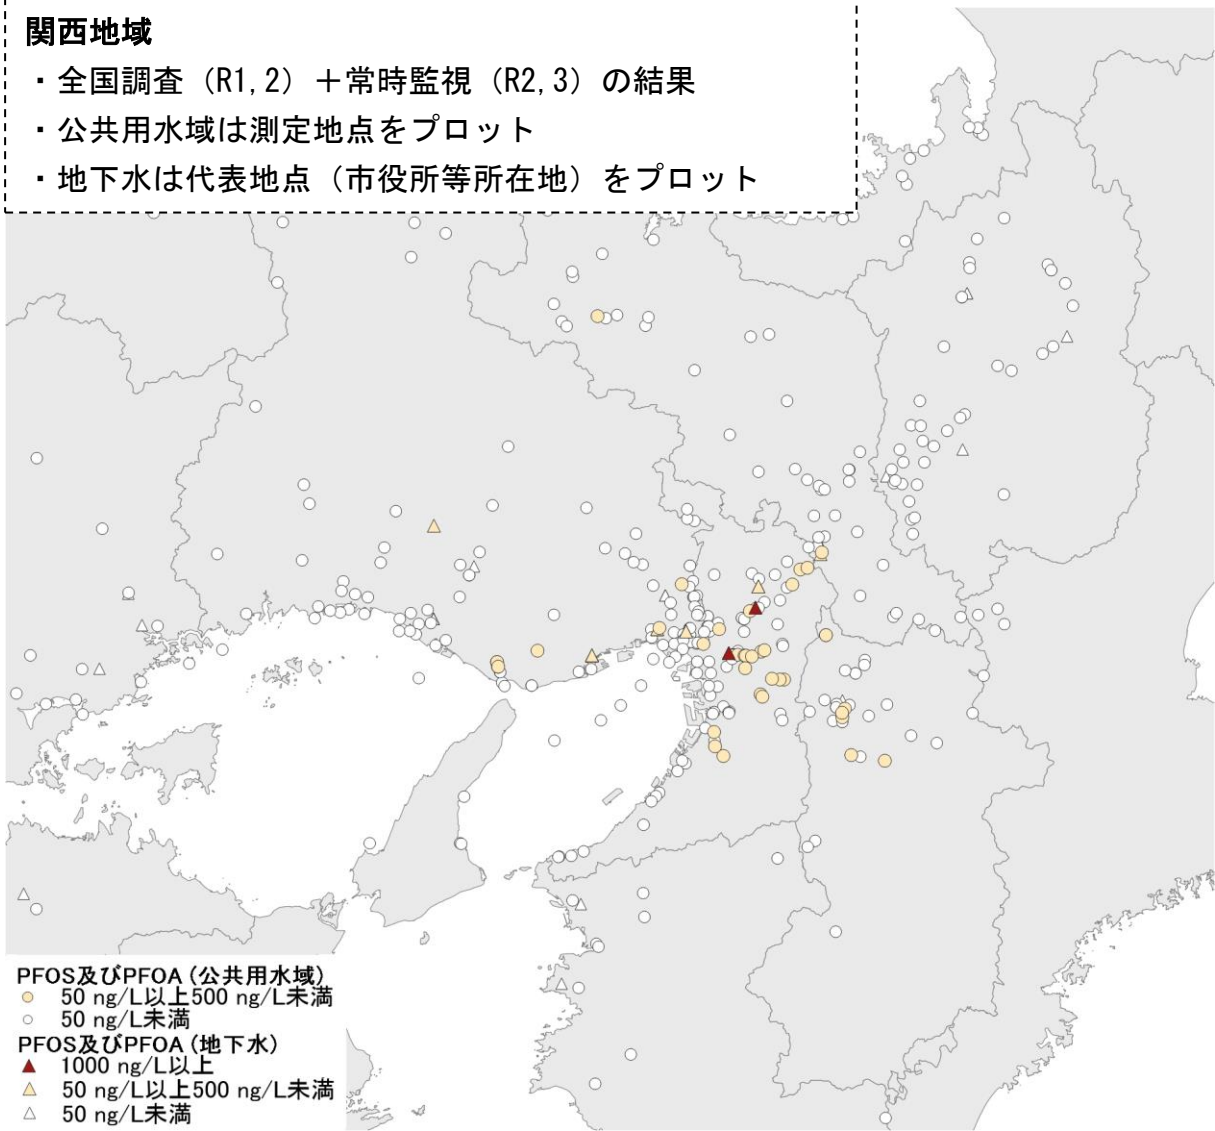 関西地域
・全国調査（R1,2）＋常時監視（R2,3）の結果
・公共用水域は測定地点をプロット
・地下水は代表地点（市役所等所在地）をプロット
PFOS及びPFOA(公共用水域)
50 ng/L以上500 ng/L未満
50 ng/L未満
PFOS及びPFOA(地下水)
1000 ng/L以上
50 ng/L以上500 ng/L未満
50 ng/L未満